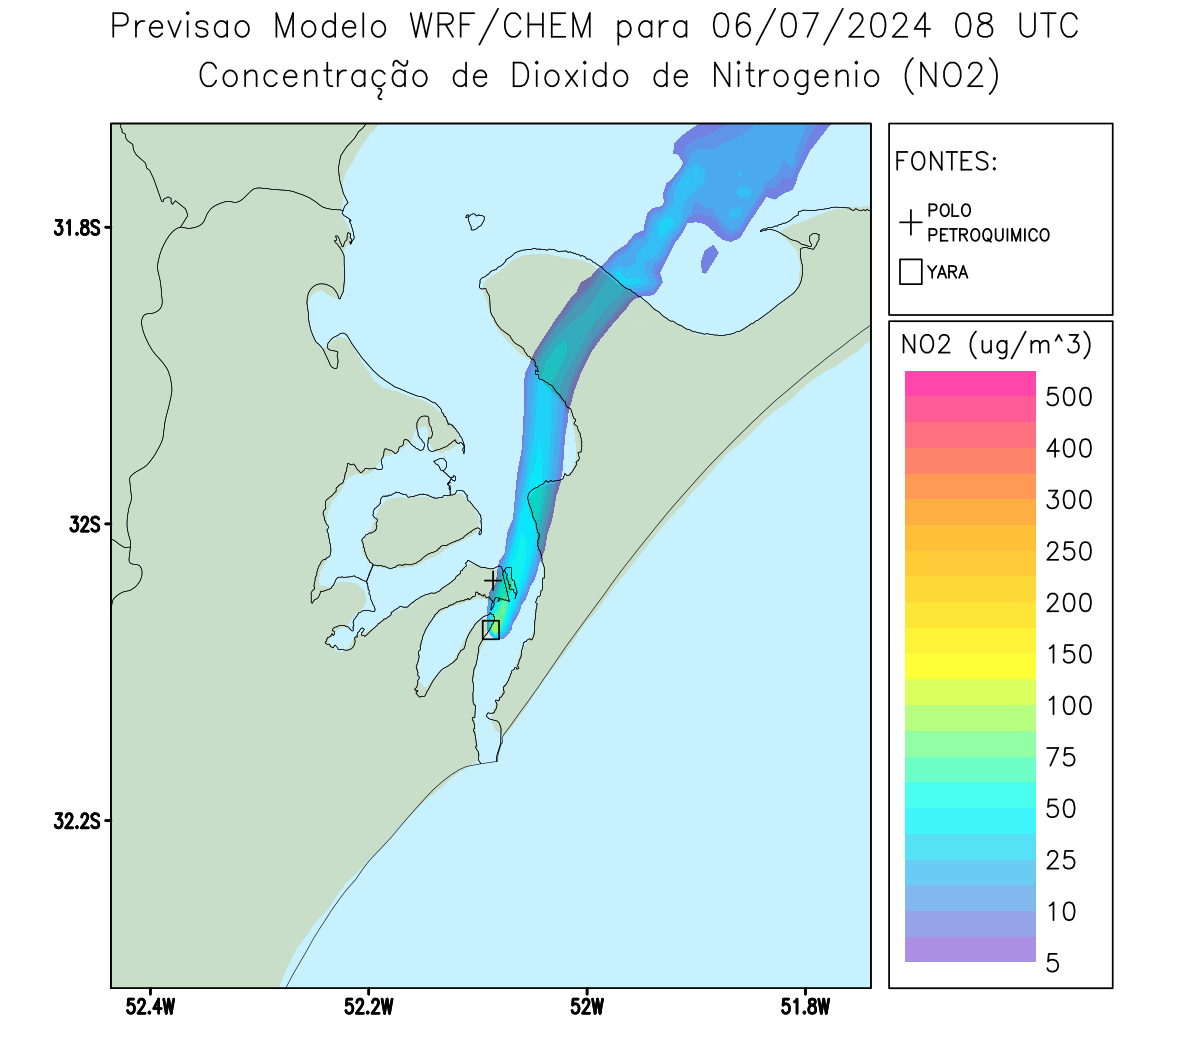 Previsao Modelo WRF/CHEM para 06/07/2024 08 UTC
Concentração de Dioxido de Nitrogenio (NO2)
FONTES:
POLO
PETROQUIMICO
YARA
NO2 (ug/m^3)
500
400
300
250
200
150
100
75
50
25
10
5
31.8S
32S
32.2S
52.4W
52.2W
52W
51.8W